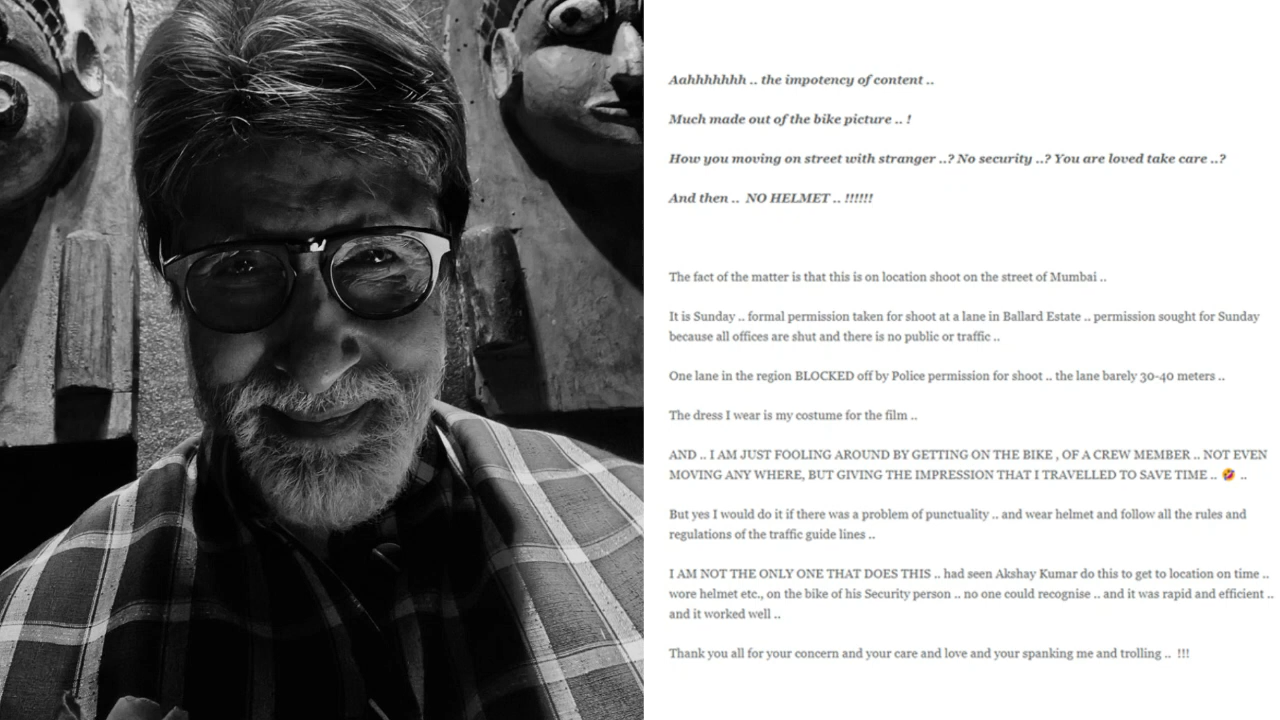 Aahhhhhhh .. the impotency of content ..
Much made out of the bike picture .. !
How you moving on street with stranger ..? No security ..? You are loved take care ..?
And then ..  NO HELMET .. !!!!!!
The fact of the matter is that this is on location shoot on the street of Mumbai ..
It is Sunday .. formal permission taken for shoot at a lane in Ballard Estate .. permission sought for Sunday
because all offices are shut and there is no public or traffic ..
One lane in the region BLOCKED off by Police permission for shoot .. the lane barely 30-40 meters ..
The dress I wear is my costume for the film ..
AND .. I AM JUST FOOLING AROUND BY GETTING ON THE BIKE , OF A CREW MEMBER .. NOT EVEN
MOVING ANY WHERE, BUT GIVING THE IMPRESSION THAT I TRAVELLED TO SAVE TIME .. 🤣 ..
But yes I would do it if there was a problem of punctuality .. and wear helmet and follow all the rules and
regulations of the traffic guide lines ..
I AM NOT THE ONLY ONE THAT DOES THIS .. had seen Akshay Kumar do this to get to location on time ..
wore helmet etc., on the bike of his Security person .. no one could recognise .. and it was rapid and efficient ..
and it worked well ..
Thank you all for your concern and your care and love and your spanking me and trolling ..  !!!